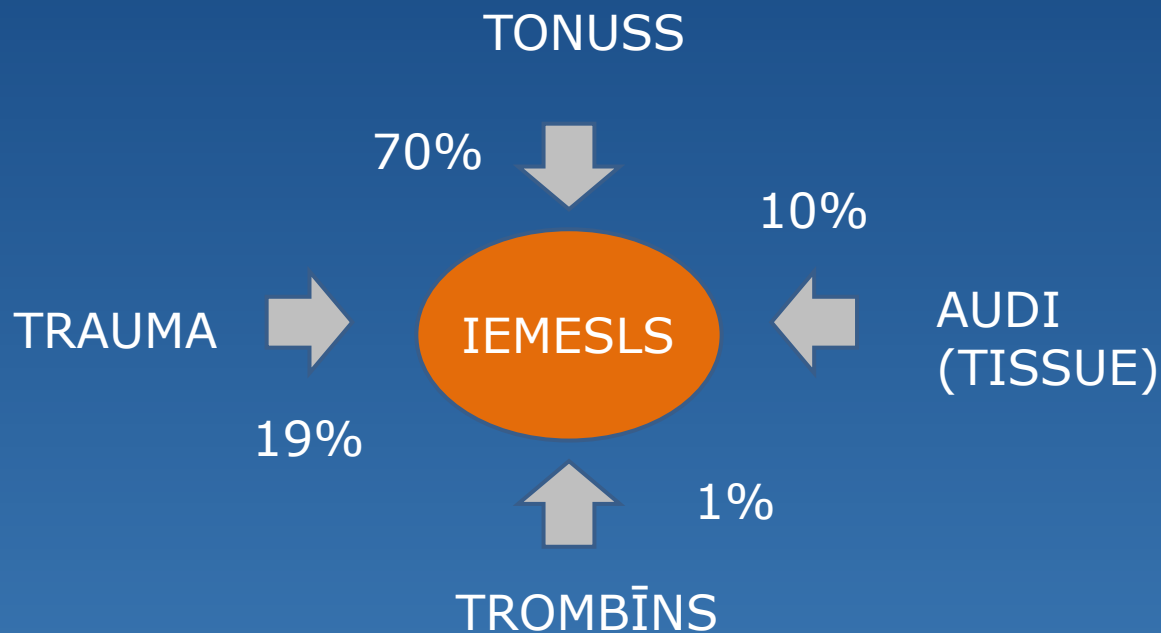 TONUSS
70%
10%
TRAUMA
IEMESLS
AUDI
(TISSUE)
19%
1%
TROMBĪNS